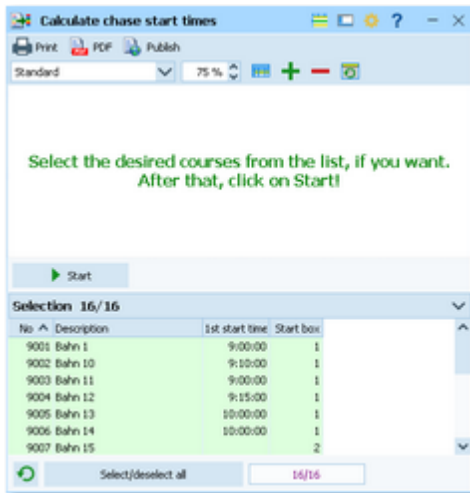 Calculate chase start times ?
Print PDF Publish
Standard 75 %
Select the desired courses from the list, if you want.
After that, click on Start!
Start
Selection 16/16
No Description 1st start time Start box
9001 Bahn 1 9:00:00 1
9002 Bahn 10 9:10:00 1
9003 Bahn 11 9:00:00 1
9004 Bahn 12 9:15:00 1
9005 Bahn 13 10:00:00 1
9006 Bahn 14 10:00:00 1
9007 Bahn 15 2
Select/deselect all 16/16